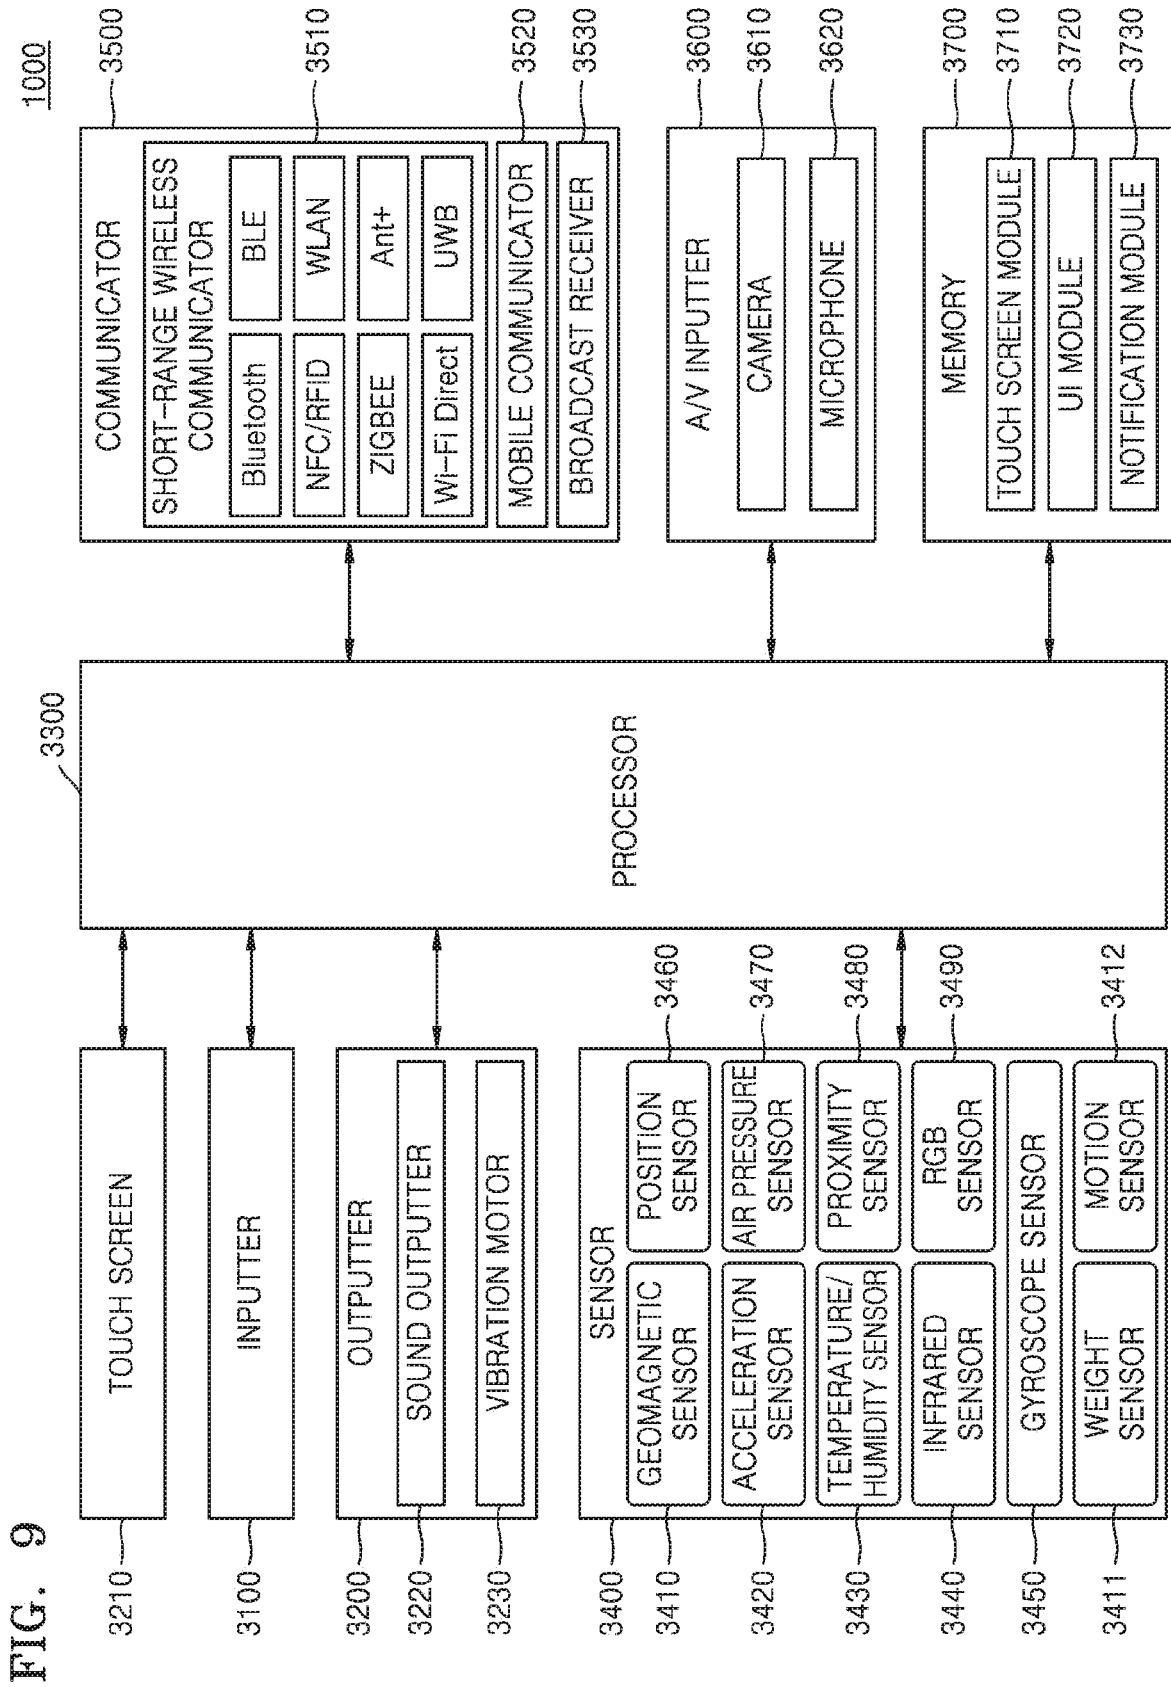 FIG. 9
1000
3210
TOUCH SCREEN
3100
INPUTTER
3200
OUTPUTTER
3220
SOUND OUTPUTTER
3230
VIBRATION MOTOR
3400
SENSOR
3410
GEOMAGNETIC
SENSOR
POSITION
SENSOR
3460
3420
ACCELERATION
SENSOR
AIR PRESSURE
SENSOR
3470
3430
TEMPERATURE/
HUMIDITY SENSOR
PROXIMITY
SENSOR
3480
3440
INFRARED
SENSOR
RGB
SENSOR
3490
3450
GYROSCOPE SENSOR
3411
WEIGHT
SENSOR
MOTION
SENSOR
3412
3300
PROCESSOR
COMMUNICATOR
3500
SHORT-RANGE WIRELESS
COMMUNICATOR
3510
Bluetooth
BLE
NFC/RFID
WLAN
ZIGBEE
Ant+
Wi-Fi Direct
UWB
MOBILE COMMUNICATOR
3520
BROADCAST RECEIVER
3530
A/V INPUTTER
3600
CAMERA
3610
MICROPHONE
3620
MEMORY
3700
TOUCH SCREEN MODULE
3710
UI MODULE
3720
NOTIFICATION MODULE
3730